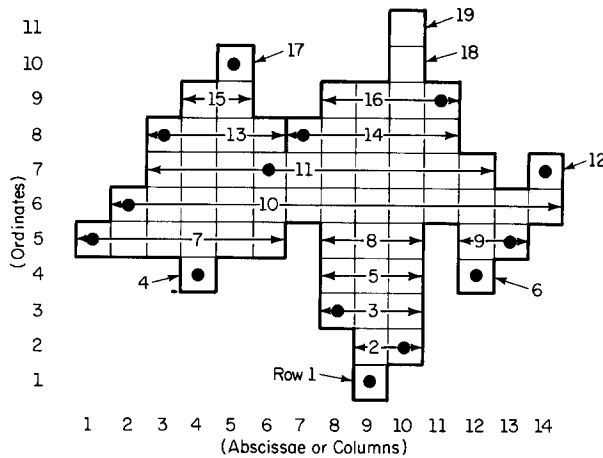 11 19
10 17 18
9 15 16
8 13 14
7 11 12
6 10
5 7 8 9
4 4 5 6
3 3
2 2
1 Row 1
1 2 3 4 5 6 7 8 9 10 11 12 13 14
(Abscissae or Columns)
(Ordinates)